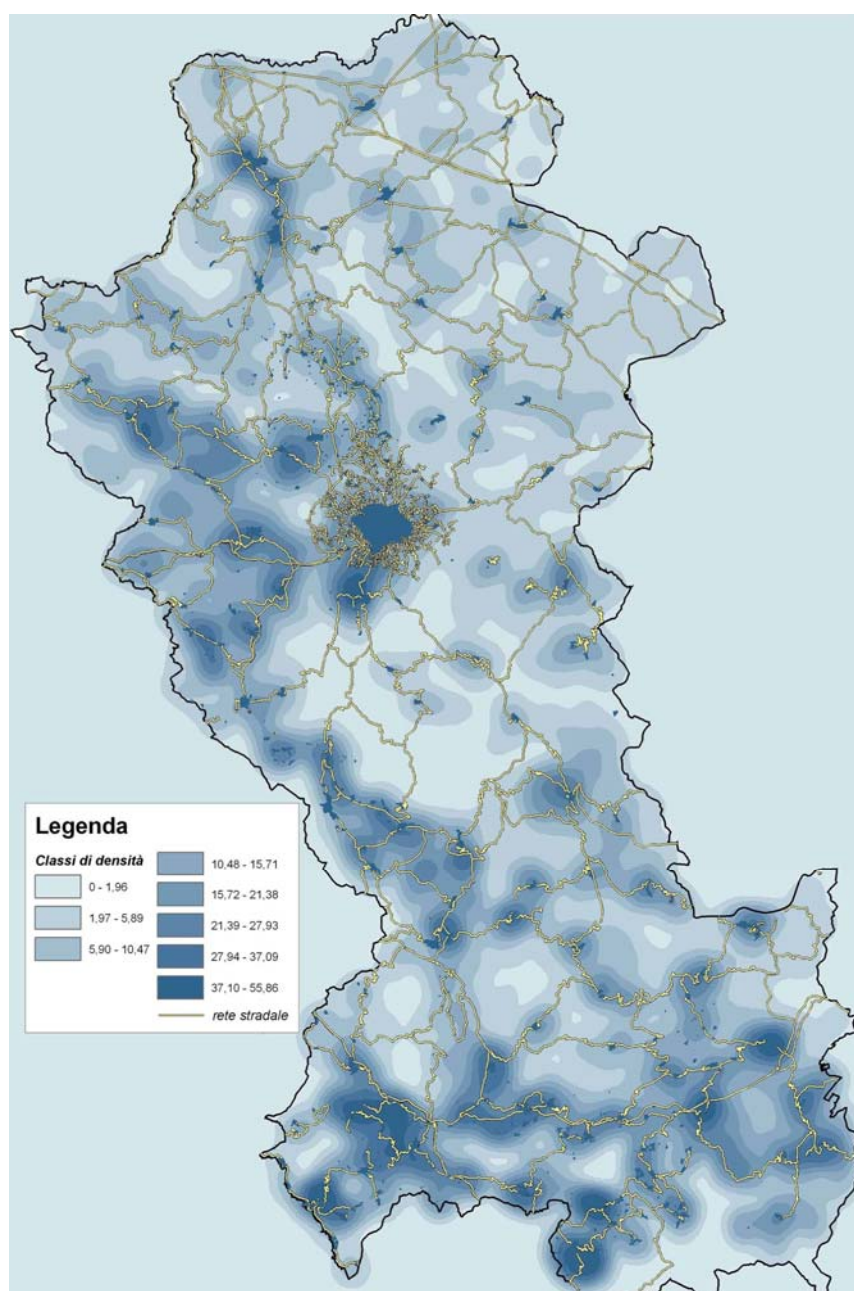 Legenda
Classi di densità
0 - 1,96
1,97 - 5,89
5,90 - 10,47
10,48 - 15,71
15,72 - 21,38
21,39 - 27,93
27,94 - 37,09
37,10 - 55,86
rete stradale